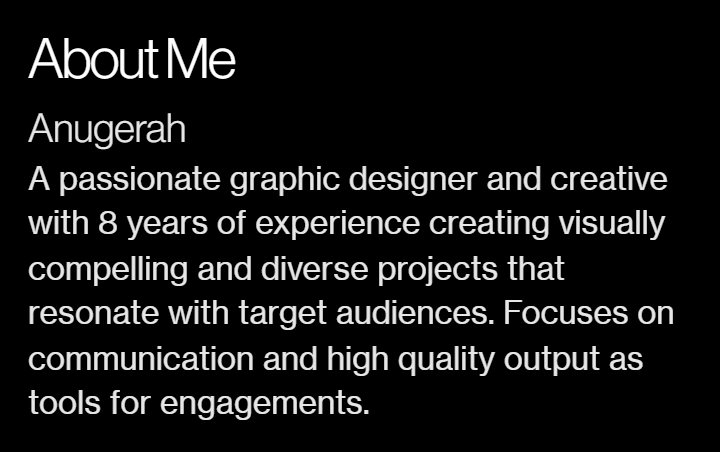 About Me
Anugerah
A passionate graphic designer and creative
with 8 years of experience creating visually
compelling and diverse projects that
resonate with target audiences. Focuses on
communication and high quality output as
tools for engagements.